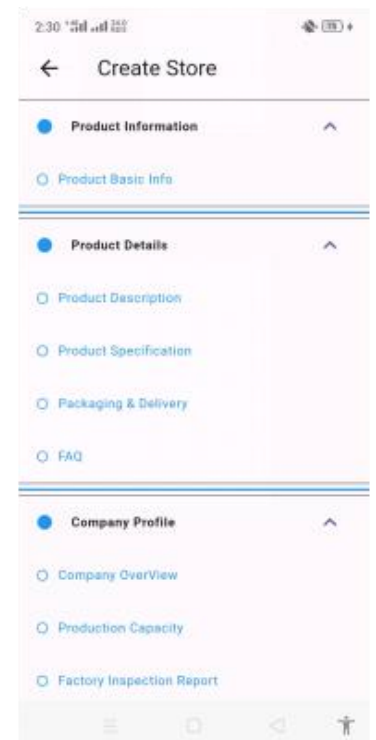 2:30
Create Store
Product Information
Product Basic Info
Product Details
Product Description
Product Specification
Packaging & Delivery
FAQ
Company Profile
Company OverView
Production Capacity
Factory Inspection Report